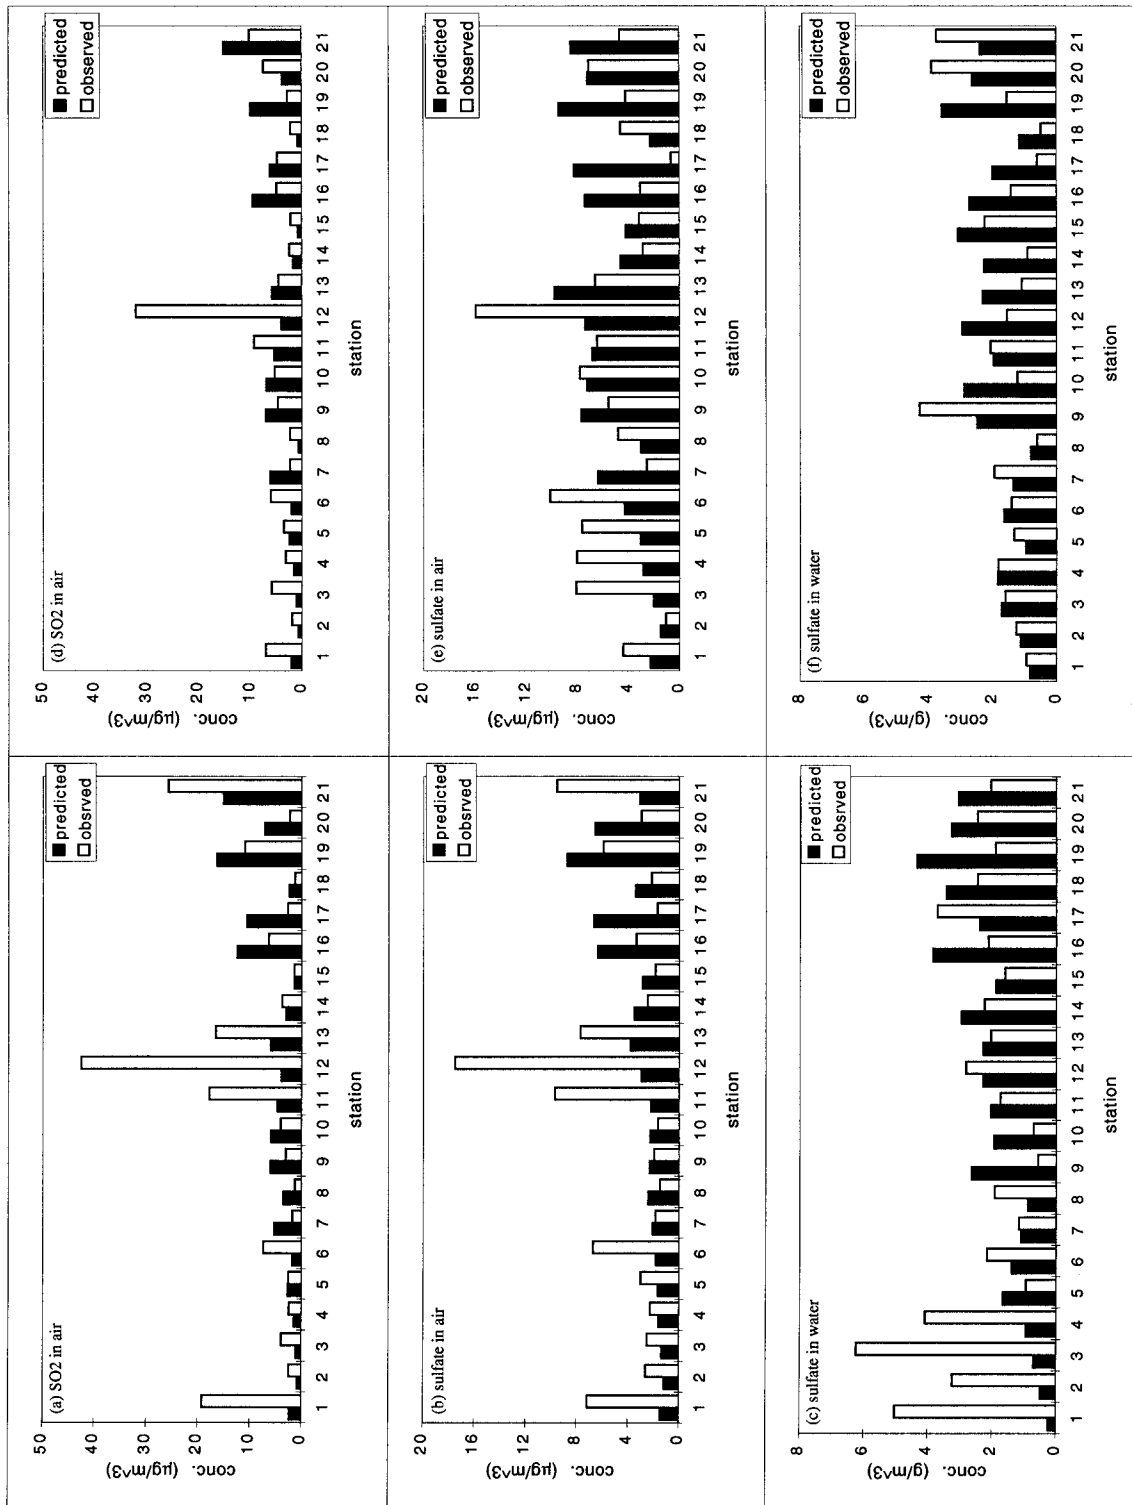 (a) SO2 in air
predicted
obsrved
conc. (µg/m^3)
50
40
30
20
10
0
1 2 3 4 5 6 7 8 9 10 11 12 13 14 15 16 17 18 19 20 21
station
(d) SO2 in air
predicted
observed
conc. (µg/m^3)
50
40
30
20
10
0
1 2 3 4 5 6 7 8 9 10 11 12 13 14 15 16 17 18 19 20 21
station
(b) sulfate in air
predicted
obsrved
conc. (µg/m^3)
20
16
12
8
4
0
1 2 3 4 5 6 7 8 9 10 11 12 13 14 15 16 17 18 19 20 21
station
(e) sulfate in air
predicted
observed
conc. (µg/m^3)
20
16
12
8
4
0
1 2 3 4 5 6 7 8 9 10 11 12 13 14 15 16 17 18 19 20 21
station
(c) sulfate in water
predicted
obsrved
conc. (g/m^3)
8
6
4
2
0
1 2 3 4 5 6 7 8 9 10 11 12 13 14 15 16 17 18 19 20 21
station
(f) sulfate in water
predicted
observed
conc. (g/m^3)
8
6
4
2
0
1 2 3 4 5 6 7 8 9 10 11 12 13 14 15 16 17 18 19 20 21
station